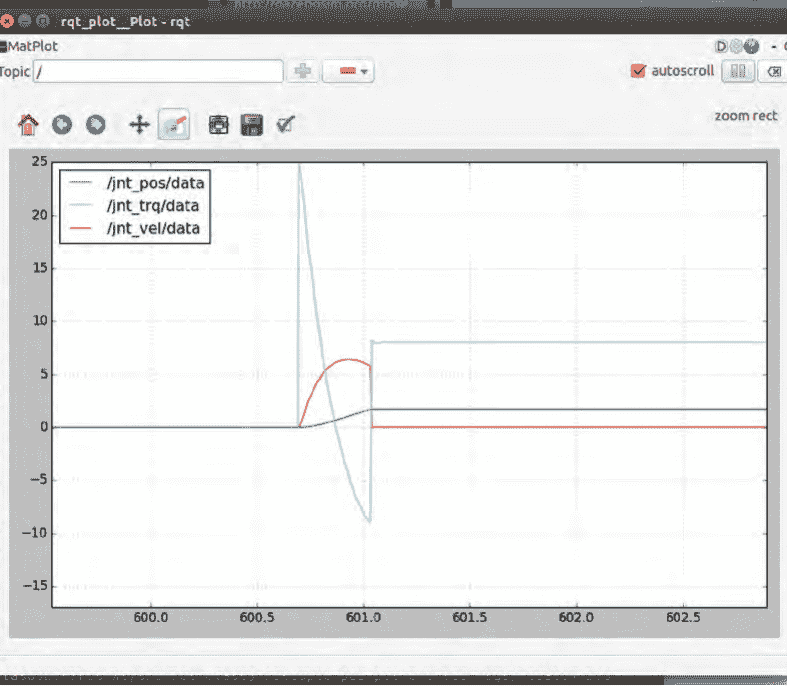 rqt_plot__Plot - rqt
MatPlot
D
Topic /
autoscroll
zoom rect
/jnt_pos/data
/jnt_trq/data
/jnt_vel/data
25
20
15
10
5
0
−5
−10
−15
600.0 600.5 601.0 601.5 602.0 602.5